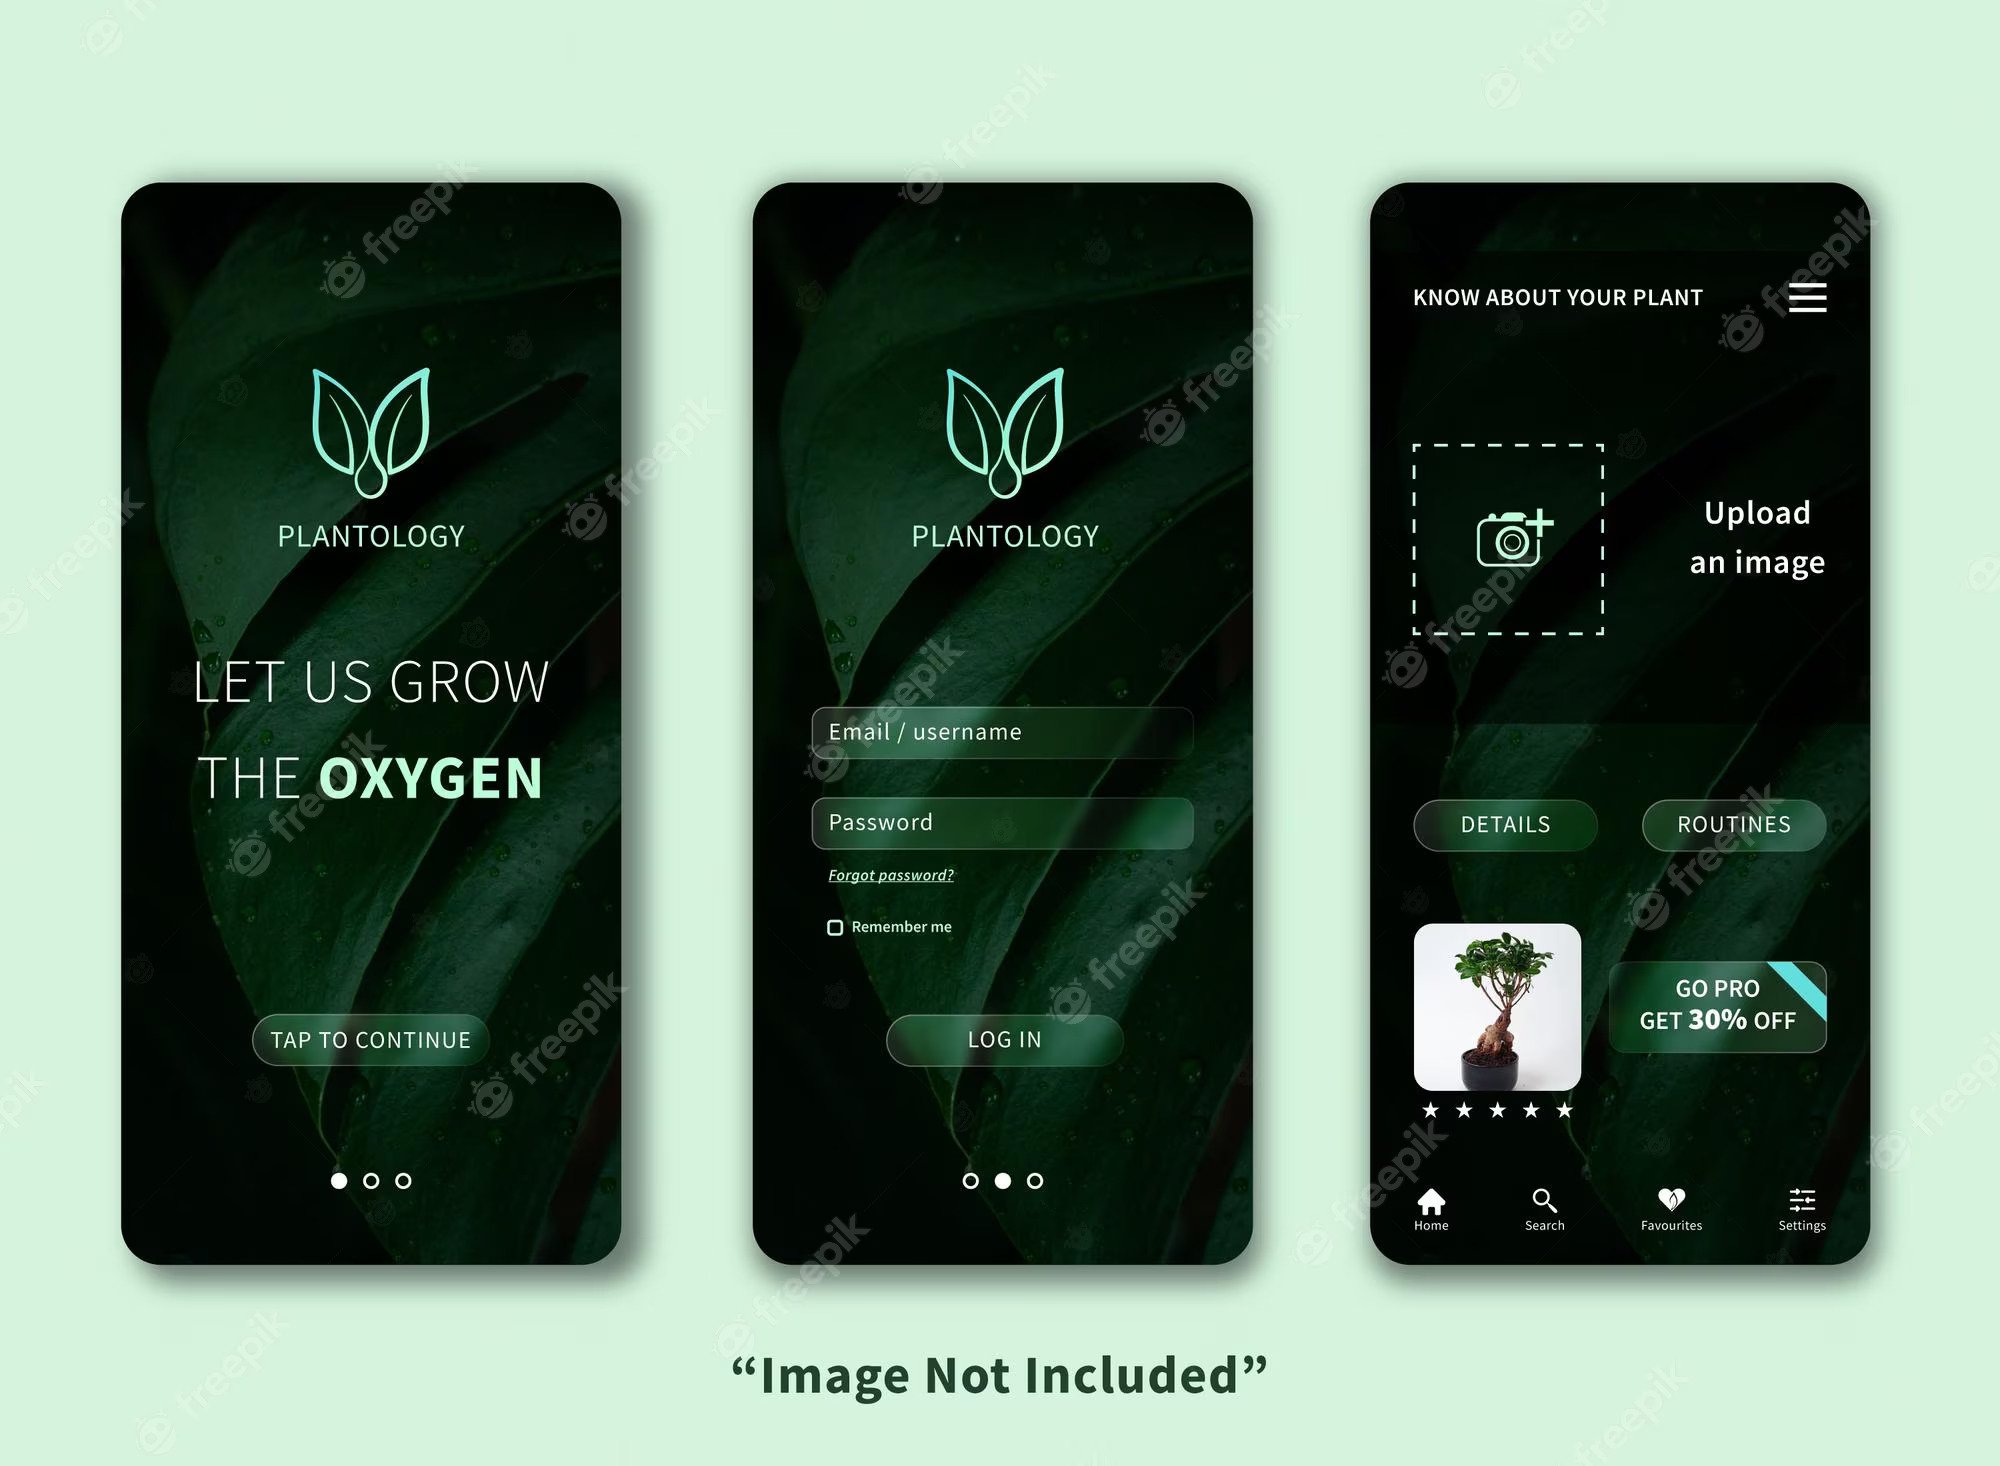 PLANTOLOGY
LET US GROW
THE OXYGEN
TAP TO CONTINUE
PLANTOLOGY
Email / username
Password
Forgot password?
Remember me
LOG IN
KNOW ABOUT YOUR PLANT
Upload
an image
DETAILS
ROUTINES
GO PRO
GET 30% OFF
Home
Search
Favourites
Settings
“Image Not Included”
freepik